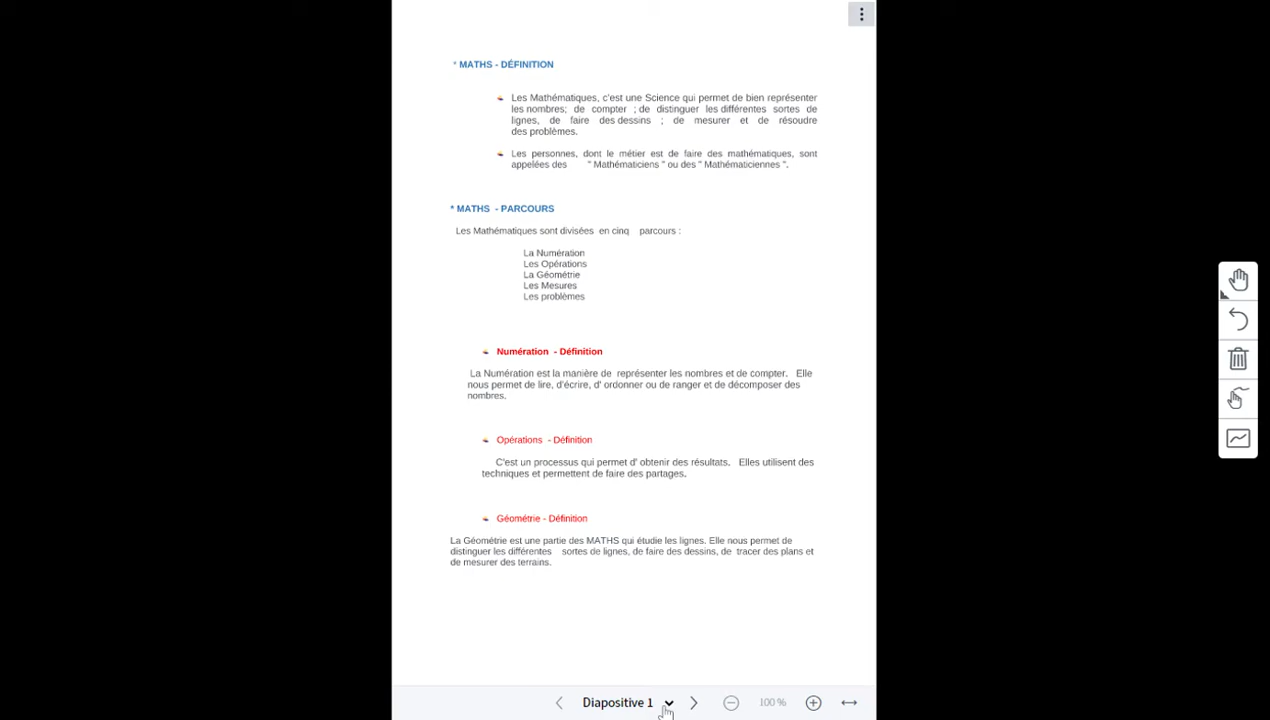 * MATHS - DÉFINITION
Les Mathématiques, c'est une Science qui permet de bien représenter
les nombres; de compter ; de distinguer les différentes sortes de
lignes, de faire des dessins ; de mesurer et de résoudre
des problèmes.
Les personnes, dont le métier est de faire des mathématiques, sont
appelées des " Mathématiciens " ou des " Mathématiciennes ".
* MATHS - PARCOURS
Les Mathématiques sont divisées en cinq parcours :
La Numération
Les Opérations
La Géométrie
Les Mesures
Les problèmes
Numération - Définition
La Numération est la manière de représenter les nombres et de compter. Elle
nous permet de lire, d'écrire, d' ordonner ou de ranger et de décomposer des
nombres.
Opérations - Définition
C'est un processus qui permet d' obtenir des résultats. Elles utilisent des
techniques et permettent de faire des partages.
Géométrie - Définition
La Géométrie est une partie des MATHS qui étudie les lignes. Elle nous permet de
distinguer les différentes sortes de lignes, de faire des dessins, de tracer des plans et
de mesurer des terrains.
Diapositive 1
100 %